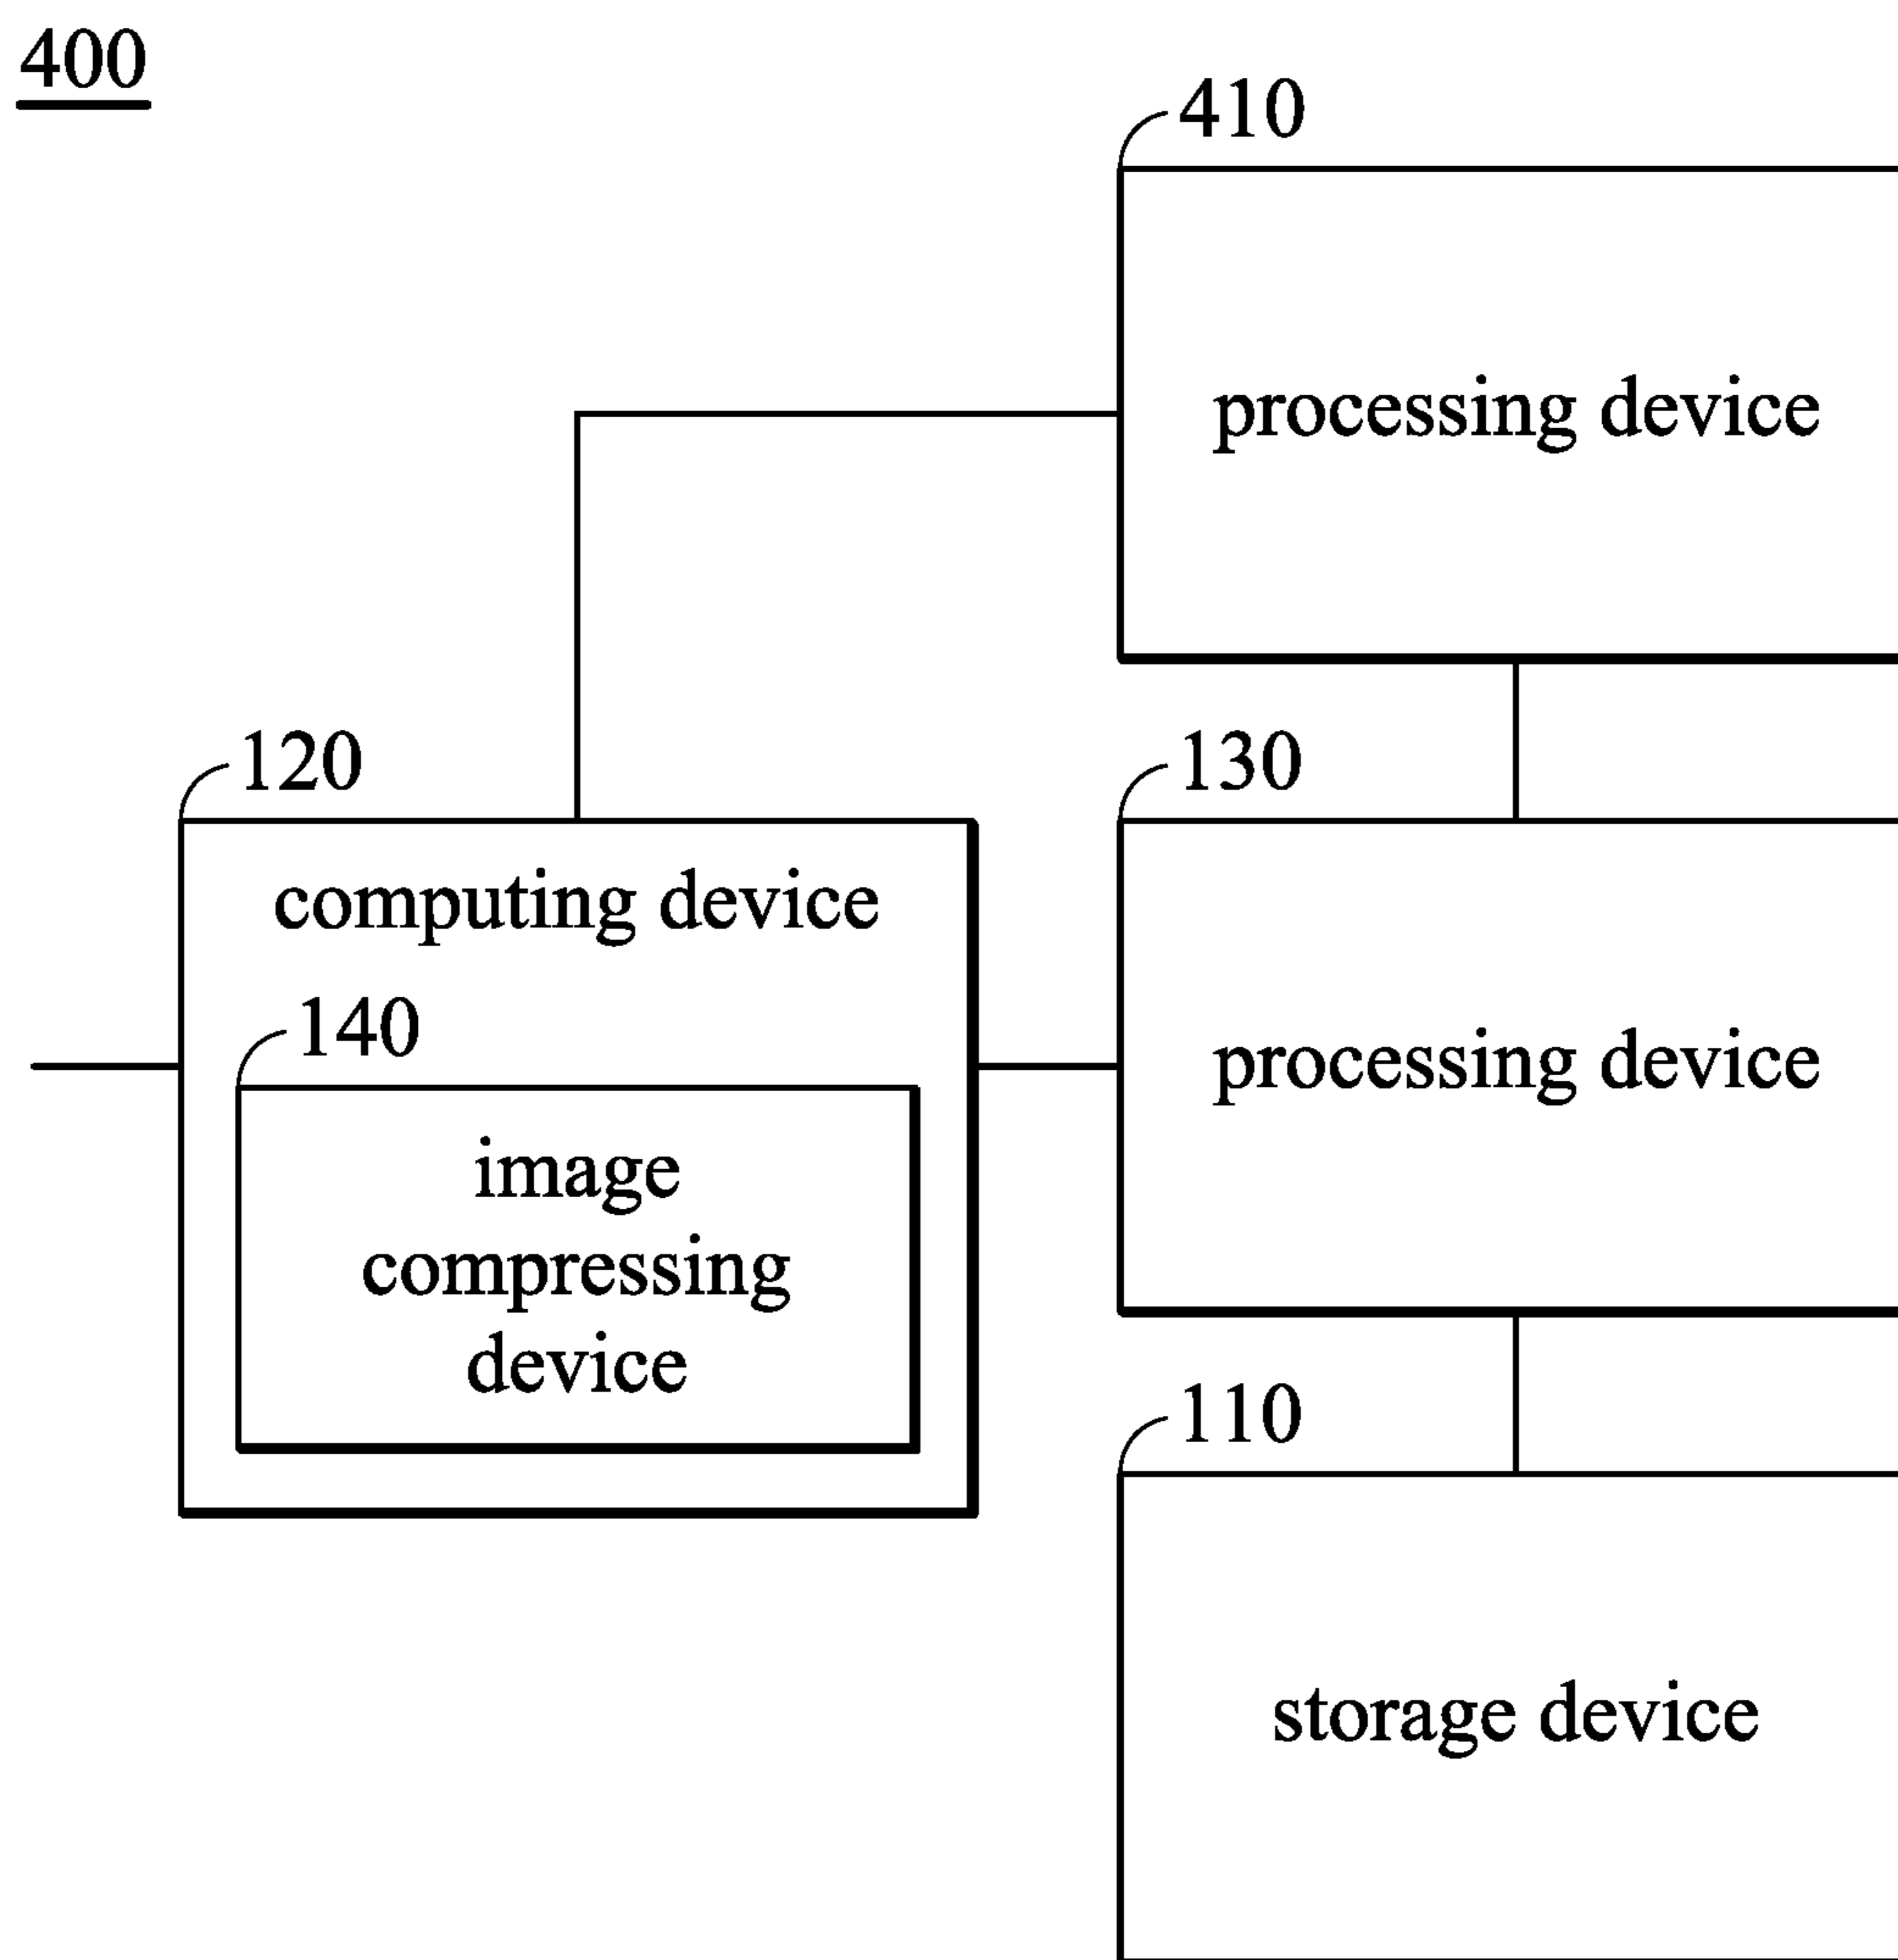 400
410
processing device
120
computing device
140
image
compressing
device
130
processing device
110
storage device